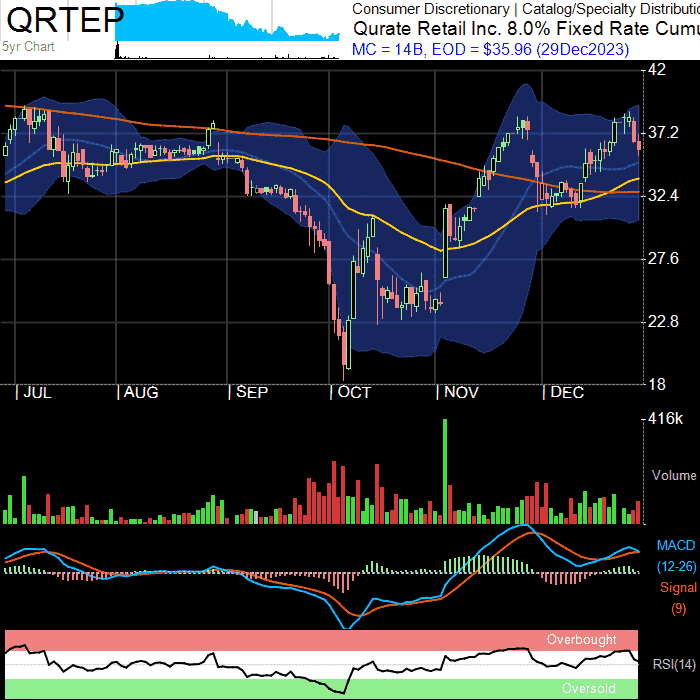 QRTEP
5yr Chart
Consumer Discretionary | Catalog/Specialty Distributio
Qurate Retail Inc. 8.0% Fixed Rate Cumu
MC = 14B, EOD = $35.96 (29Dec2023)
42
37.2
32.4
27.6
22.8
18
| JUL | AUG | SEP | OCT | NOV | DEC
416k
Volume
MACD
(12-26)
Signal
(9)
Overbought
RSI(14)
Oversold